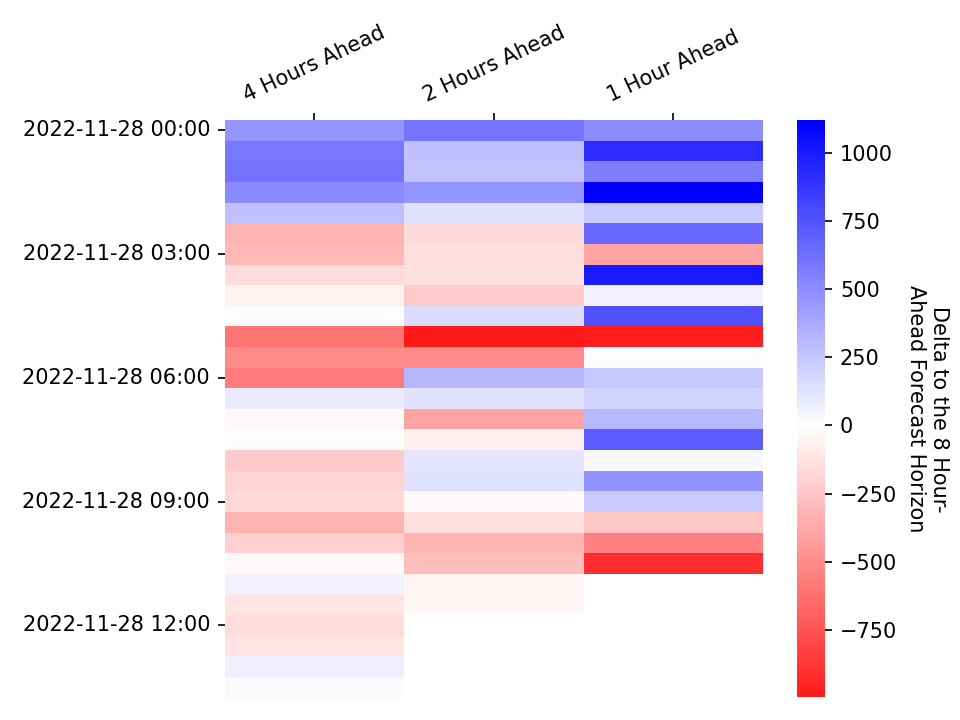 4 Hours Ahead
2 Hours Ahead
1 Hour Ahead
2022-11-28 00:00
2022-11-28 03:00
2022-11-28 06:00
2022-11-28 09:00
2022-11-28 12:00
1000
750
500
250
0
−250
−500
−750
Delta to the 8 Hour-
Ahead Forecast Horizon